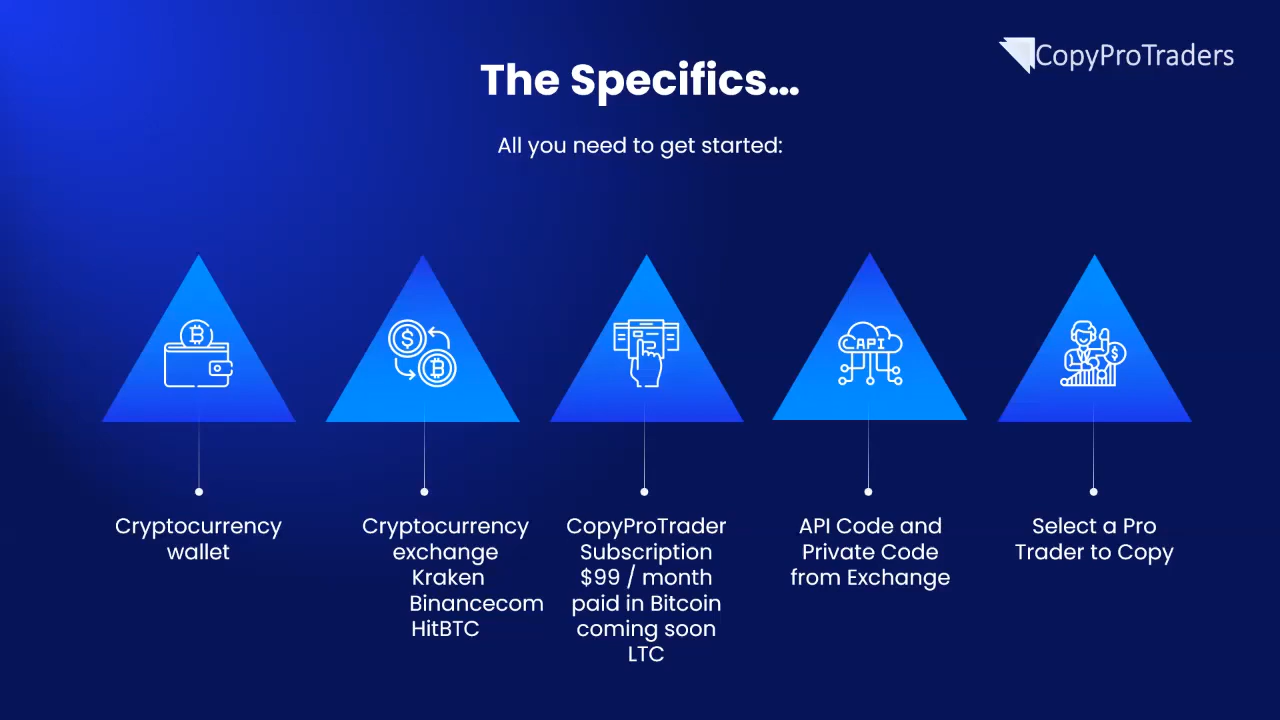 CopyProTraders
The Specifics...
All you need to get started:
API
Cryptocurrency
wallet
Cryptocurrency
exchange
Kraken
Binancecom
HitBTC
CopyProTrader
Subscription
$99 / month
paid in Bitcoin
coming soon
LTC
API Code and
Private Code
from Exchange
Select a Pro
Trader to Copy